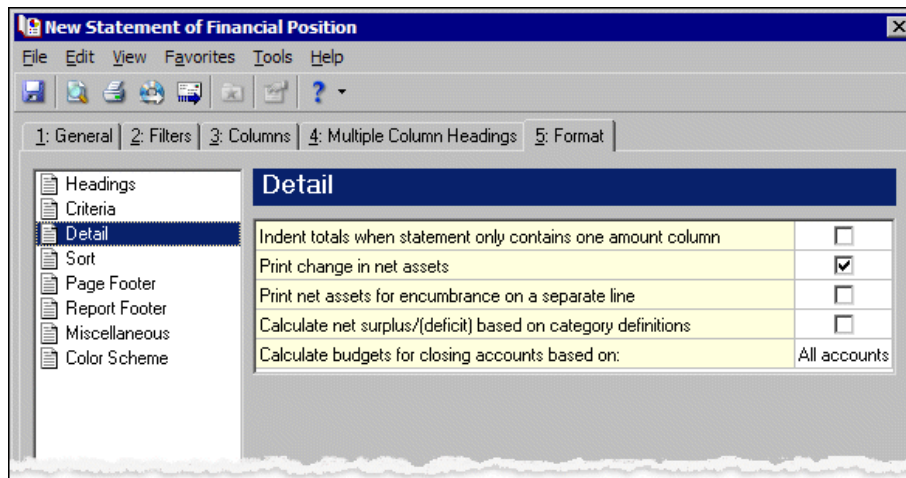 New Statement of Financial Position
File Edit View Favorites Tools Help
1: General 2: Filters 3: Columns 4: Multiple Column Headings 5: Format
Headings
Criteria
Detail
Sort
Page Footer
Report Footer
Miscellaneous
Color Scheme
Detail
Indent totals when statement only contains one amount column
Print change in net assets
Print net assets for encumbrance on a separate line
Calculate net surplus/(deficit) based on category definitions
Calculate budgets for closing accounts based on: All accounts